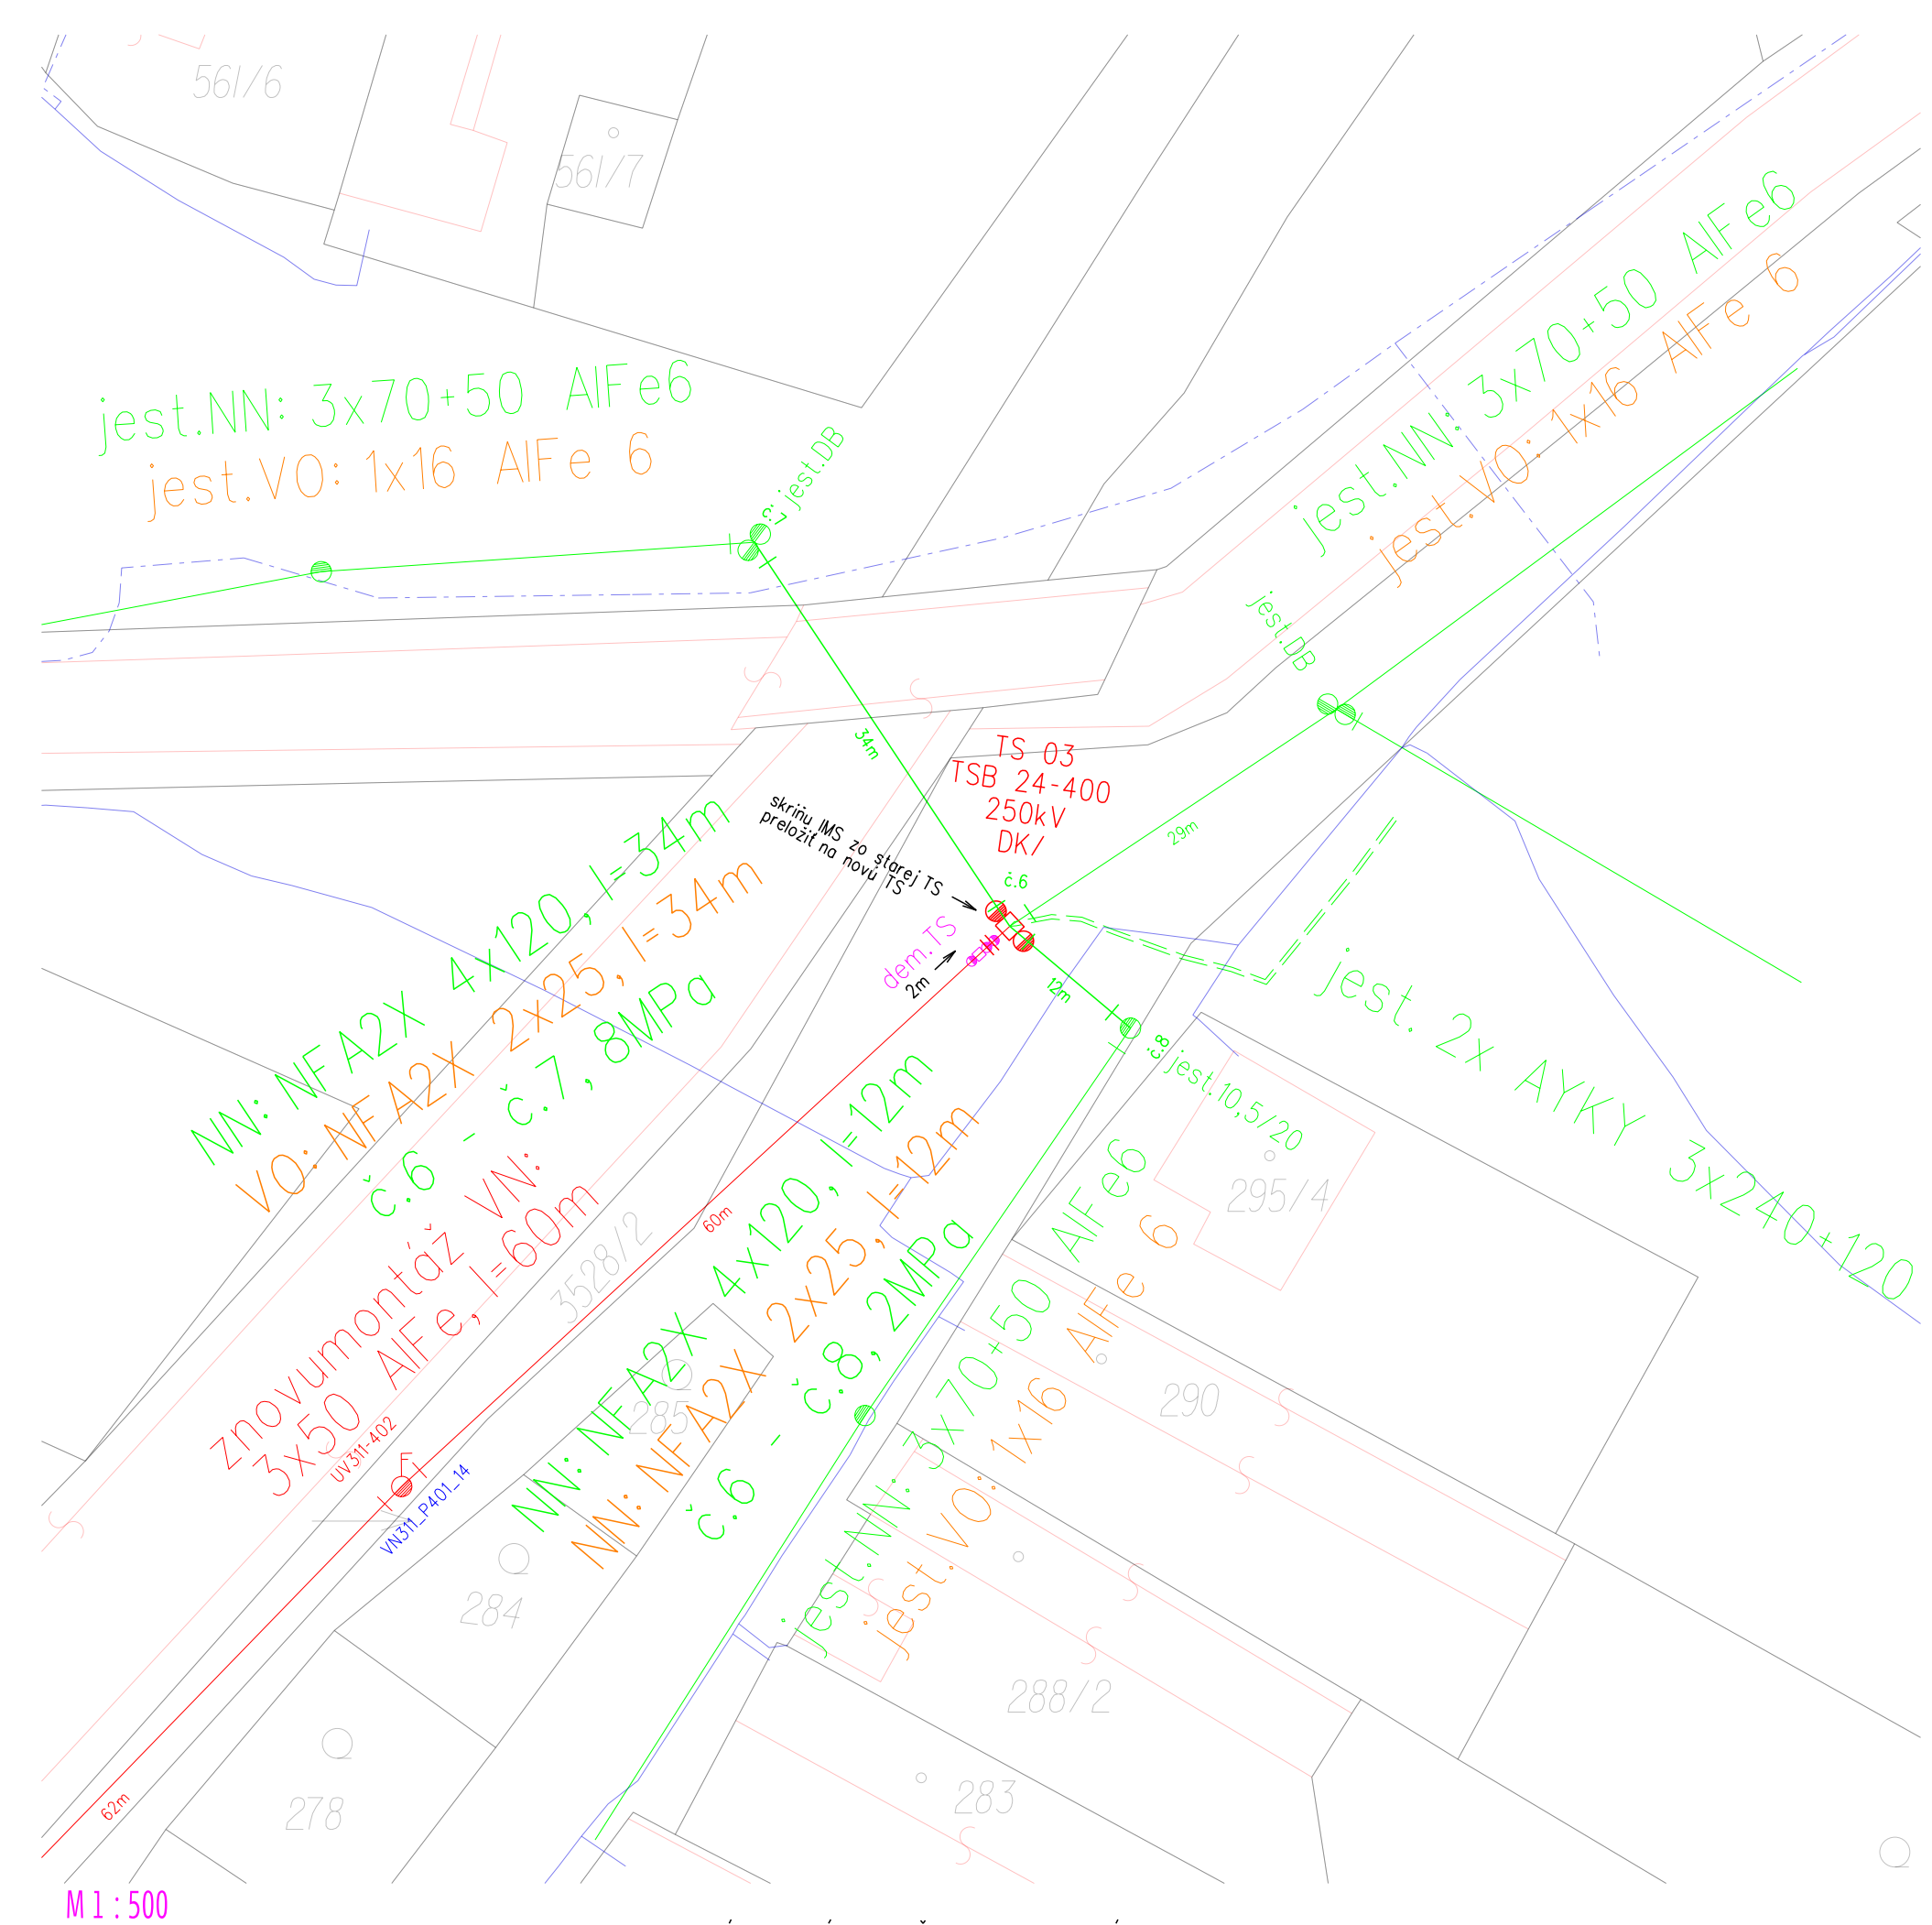 561/6
561/7
jest.NN: 3x70+50 AlFe6
jest.VO: 1x16 AlFe 6
č.7 jest.DB
jest.NN: 3x70+50 AlFe6
jest.VO: 1x16 AlFe 6
jest.DB
34m
TS 03
TSB 24-400
250kV
DK/
29m
skriňu IMS zo starej TS
preložiť na novú TS
č.6
dem.TS
2m
12m
č.8 jest.10,5/20
jest. 2x AYKY 3x240+120
NN: NFA2X 4x120, l=34m
VO: NFA2X 2x25, l=34m
č.6 - č.7, 8MPa
znovumontáž VN:
3x50 AlFe, l=60m
UV311-402
VN311_P401_14
3528/2
60m
NN: NFA2X 4x120, l=12m
NN: NFA2X 2x25, l=12m
č.6 - č.8, 2MPa
jest.NN: 3x70+50 AlFe6
jest.VO: 1x16 AlFe 6
295/4
290
285
284
288/2
283
278
62m
M 1:500